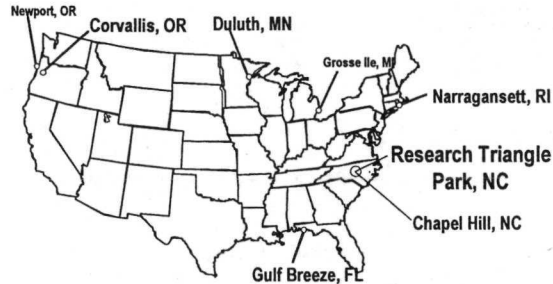 Newport, OR
Corvallis, OR
Duluth, MN
Grosse Ile, MI
Narragansett, RI
Research Triangle
Park, NC
Chapel Hill, NC
Gulf Breeze, FL